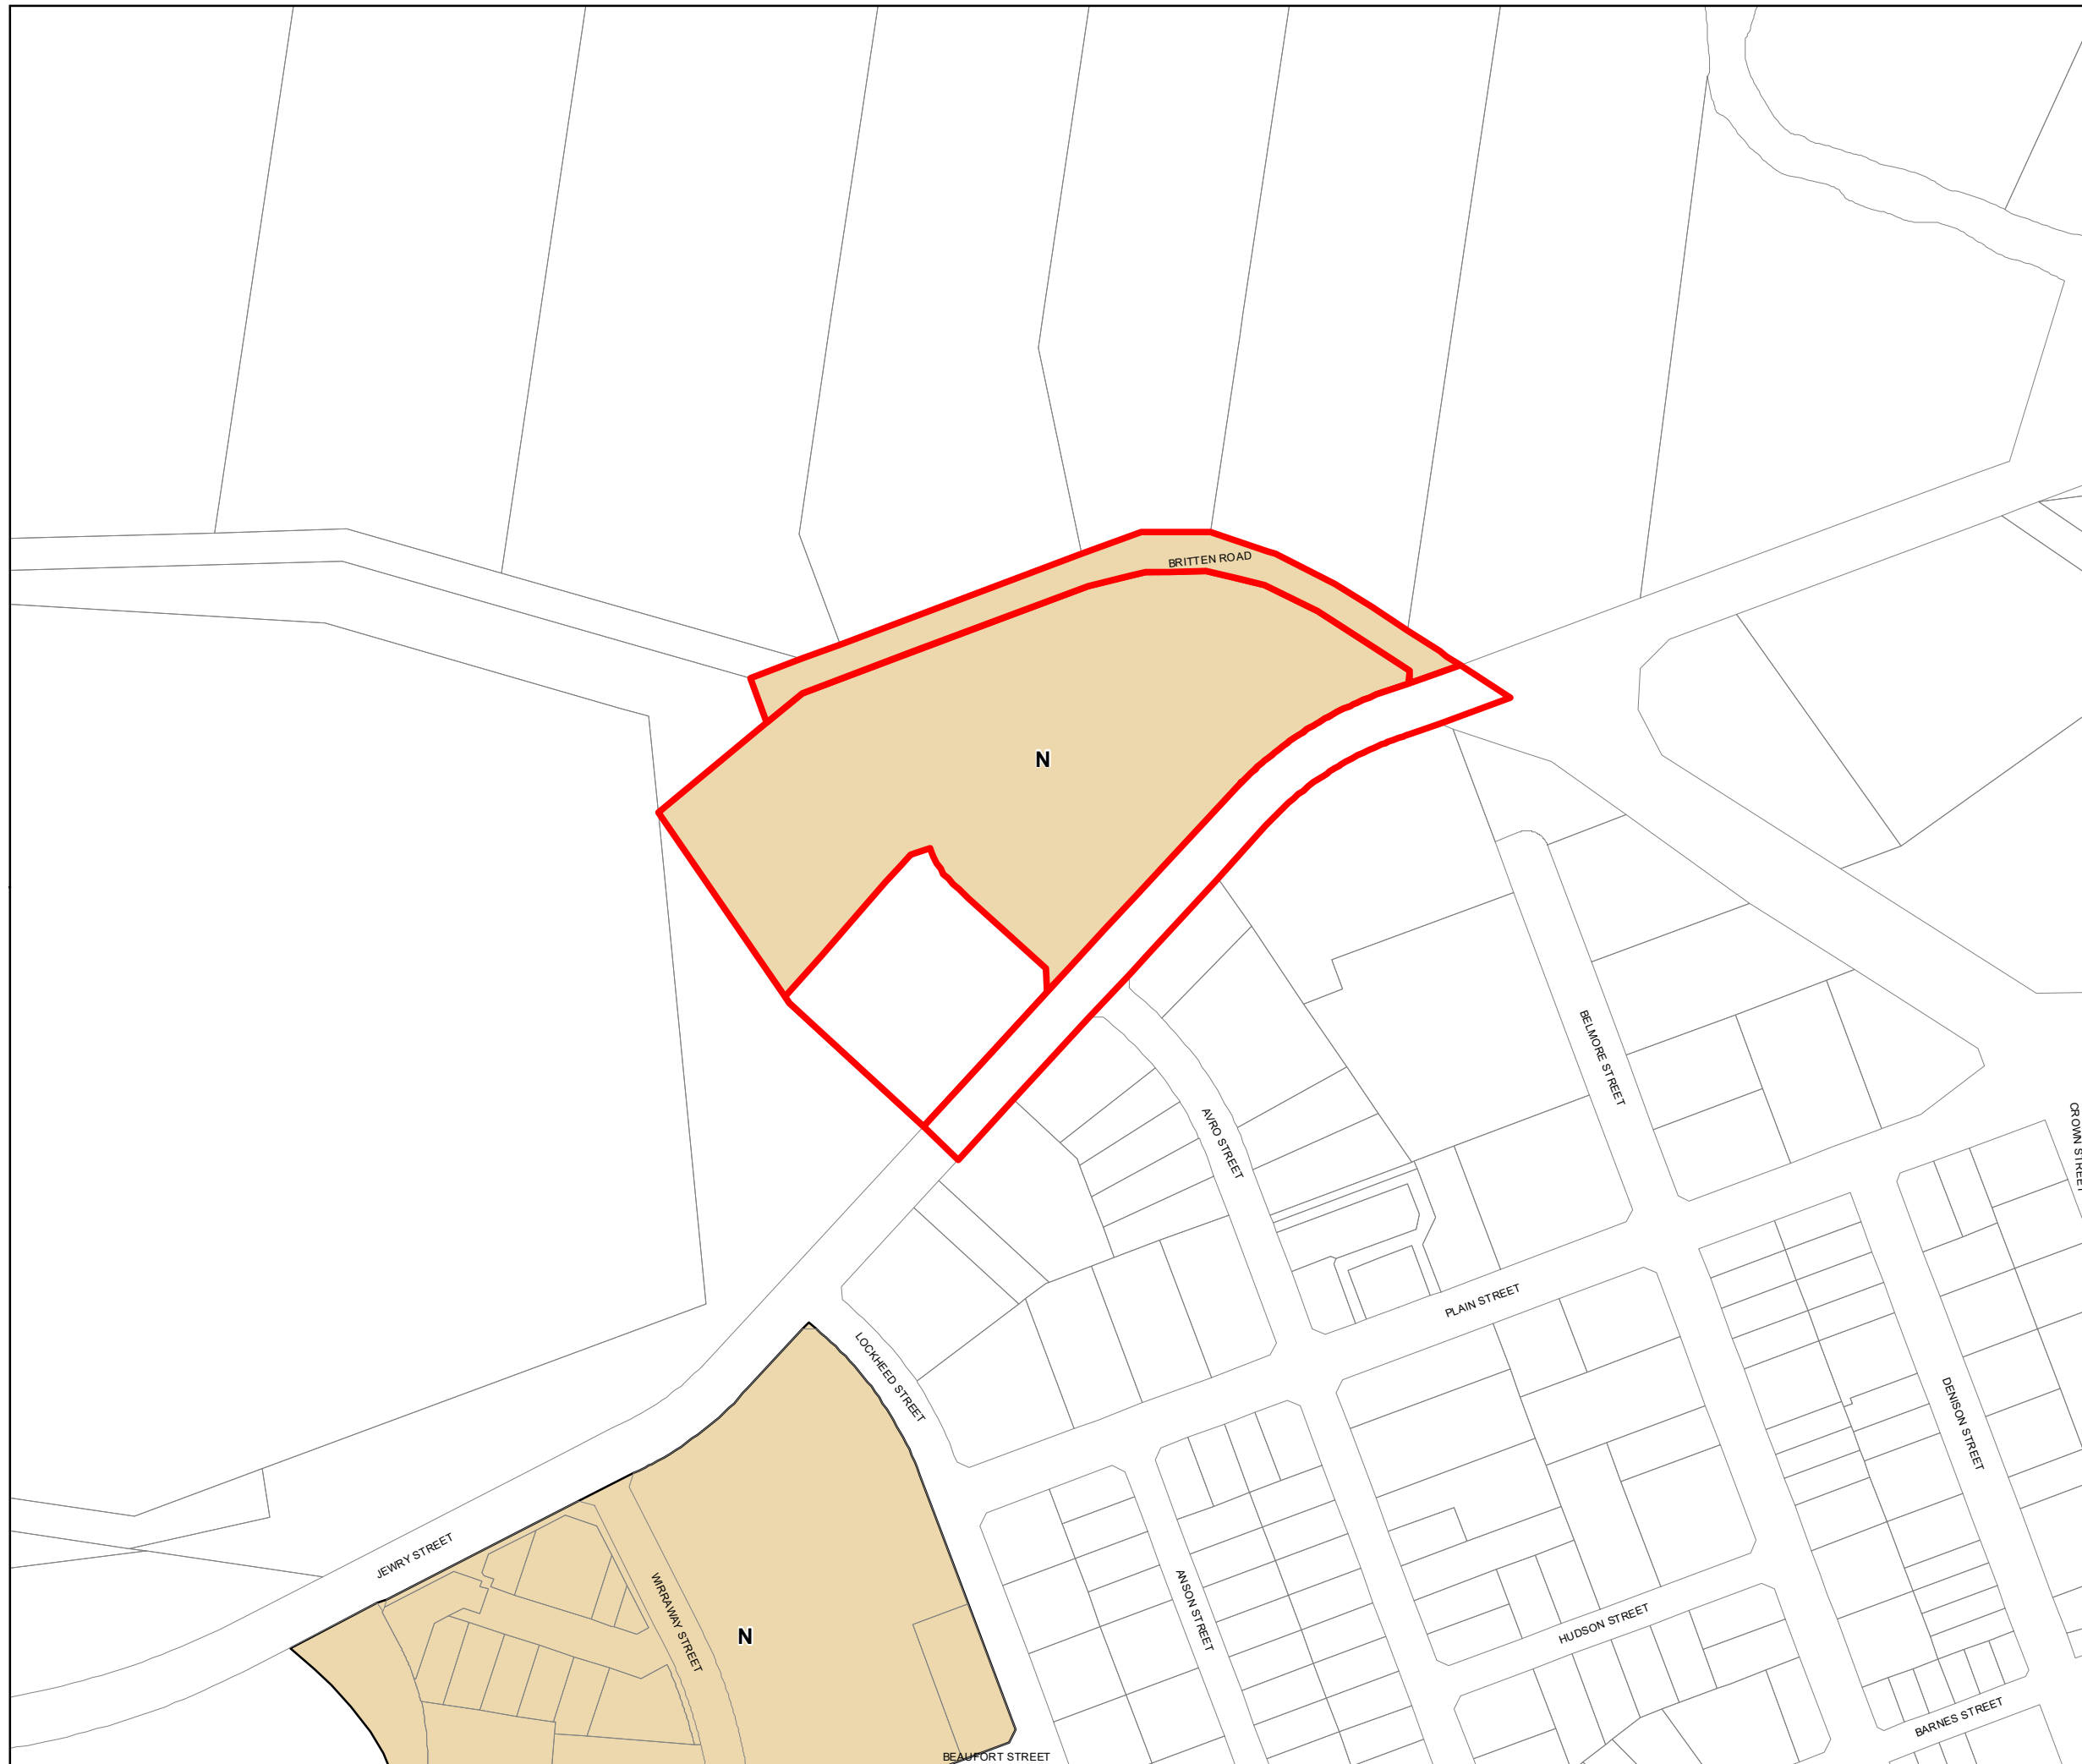 BRITTEN ROAD
N
BELMORE STREET
AVRO STREET
CROWN STREET
PLAIN STREET
LOCKHEED STREET
DENISON STREET
JEWRY STREET
WIRRAWAY STREET
ANSON STREET
HUDSON STREET
N
BARNES STREET
BEAUFORT STREET